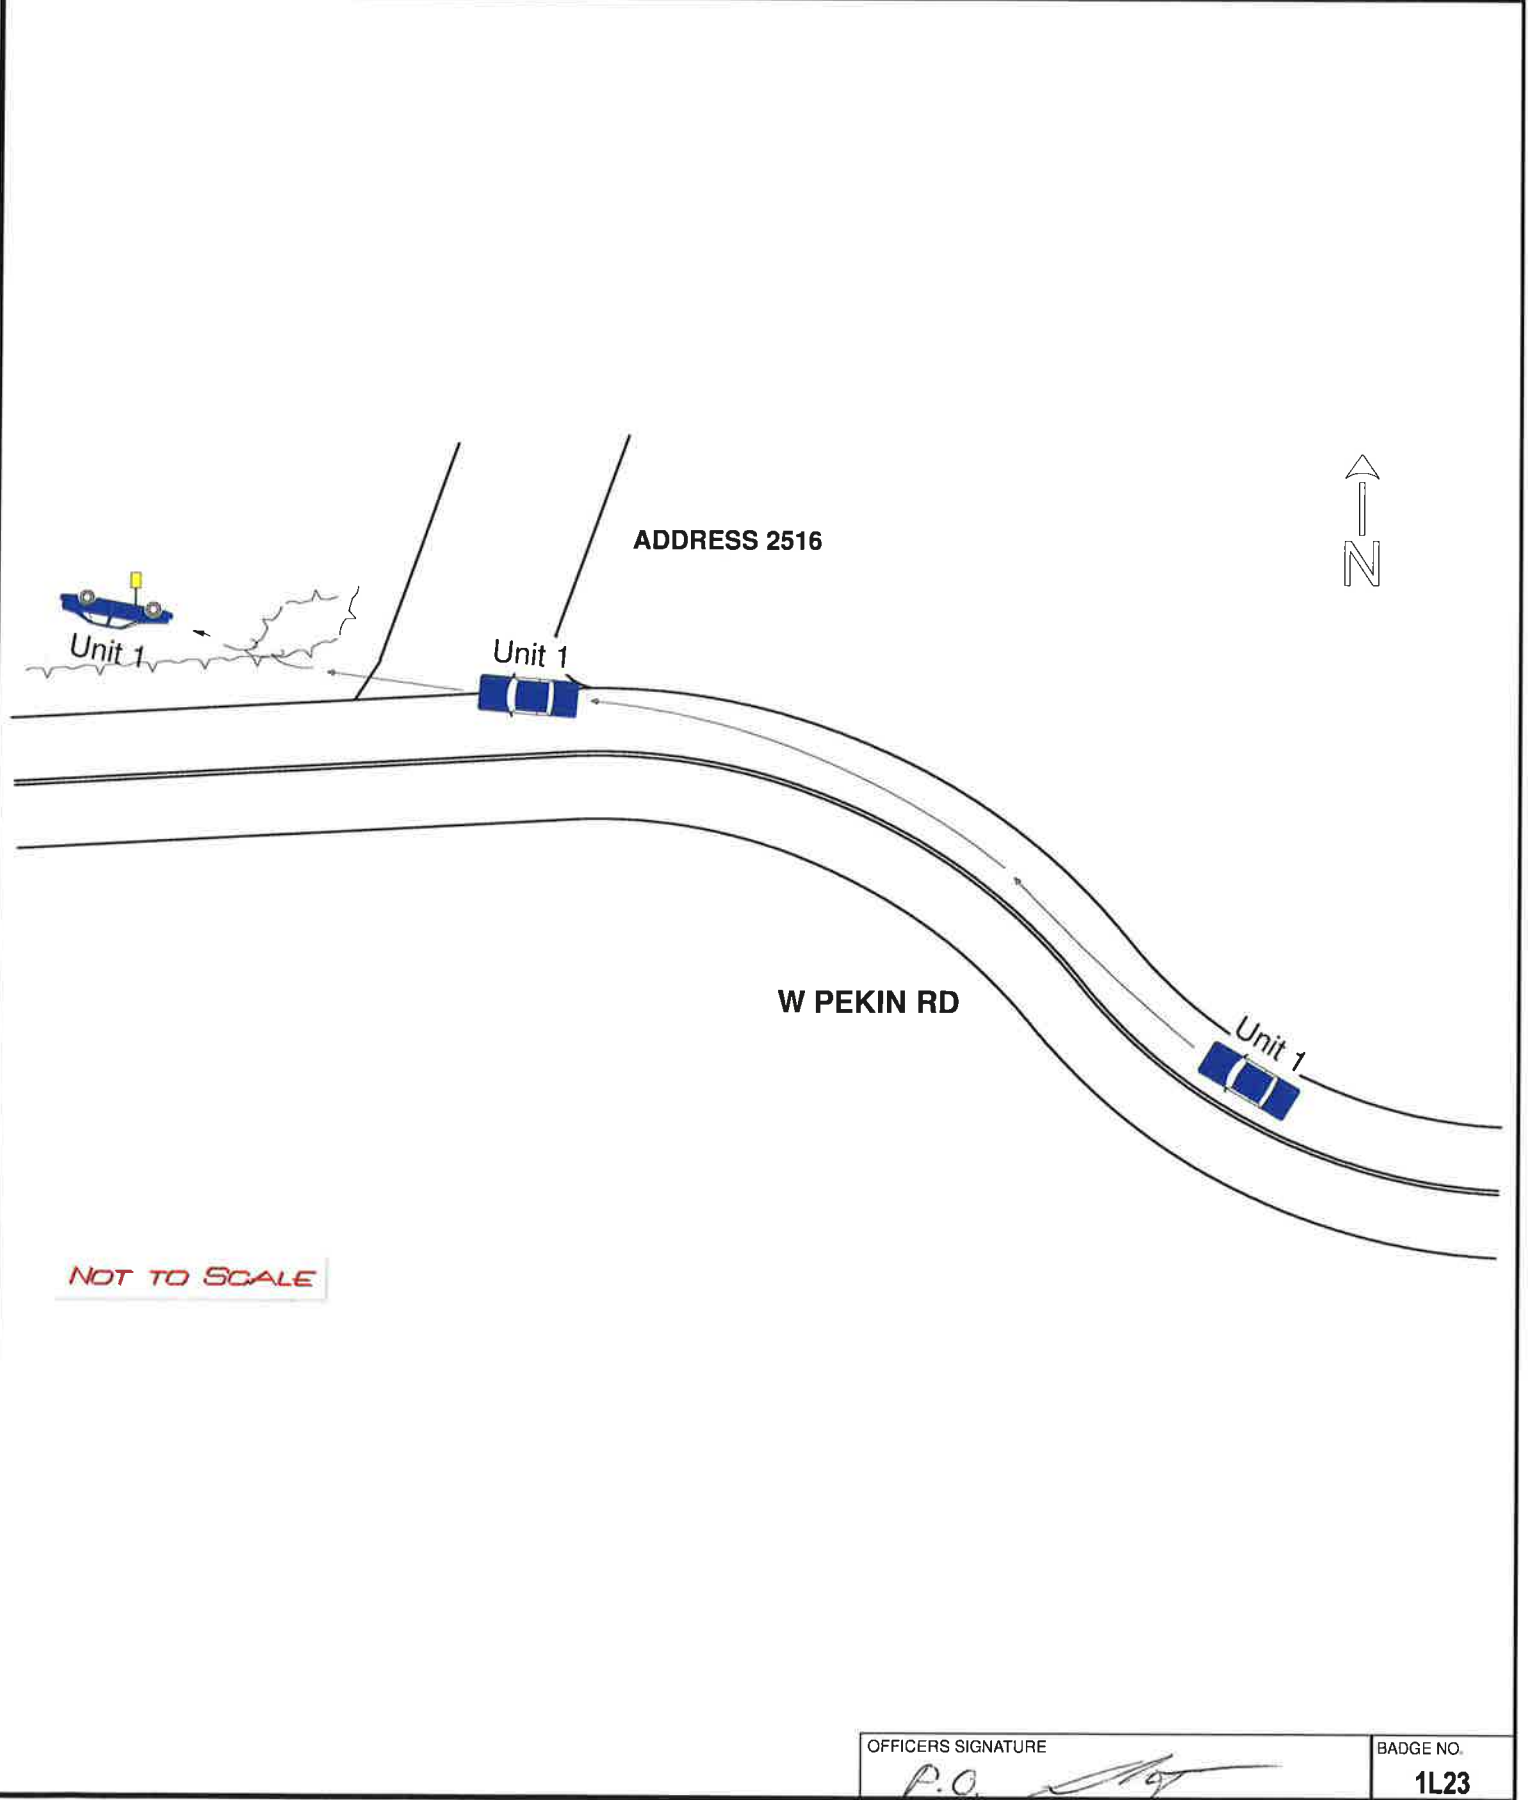 ADDRESS 2516
N
Unit 1
Unit 1
W PEKIN RD
Unit 1
NOT TO SCALE
OFFICERS SIGNATURE
P.O.
BADGE NO.
1L23